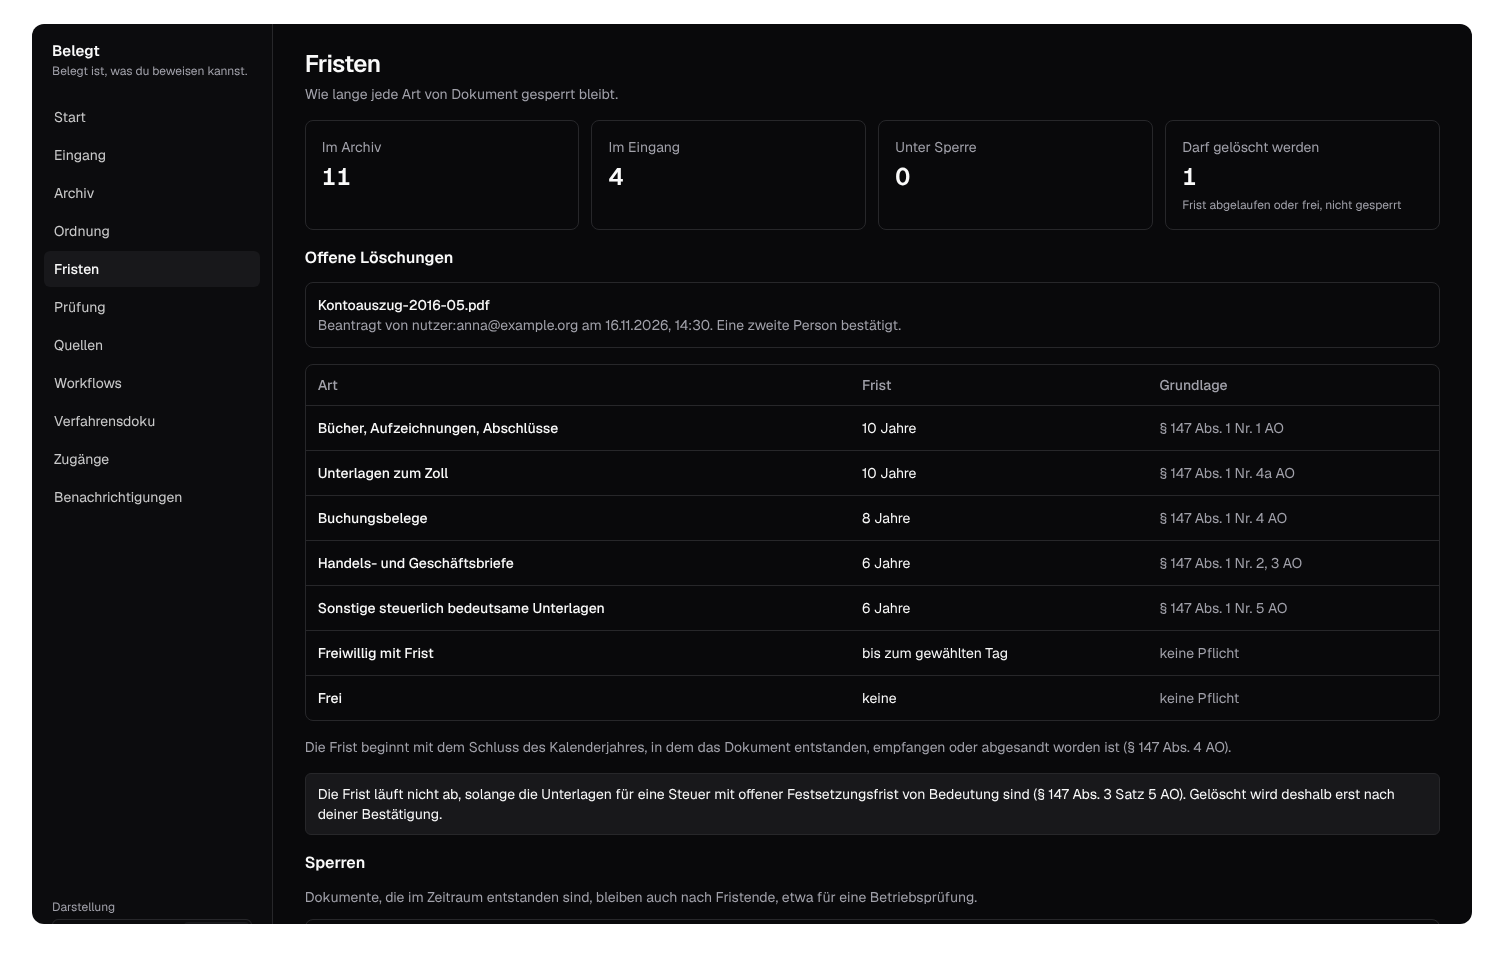 Belegt
Belegt ist, was du beweisen kannst.
Start
Eingang
Archiv
Ordnung
Fristen
Prüfung
Quellen
Workflows
Verfahrensdoku
Zugänge
Benachrichtigungen
Darstellung
Fristen
Wie lange jede Art von Dokument gesperrt bleibt.
Im Archiv
11
Im Eingang
4
Unter Sperre
0
Darf gelöscht werden
1
Frist abgelaufen oder frei, nicht gesperrt
Offene Löschungen
Kontoauszug-2016-05.pdf
Beantragt von nutzer:anna@example.org am 16.11.2026, 14:30. Eine zweite Person bestätigt.
Art Frist Grundlage
Bücher, Aufzeichnungen, Abschlüsse 10 Jahre § 147 Abs. 1 Nr. 1 AO
Unterlagen zum Zoll 10 Jahre § 147 Abs. 1 Nr. 4a AO
Buchungsbelege 8 Jahre § 147 Abs. 1 Nr. 4 AO
Handels- und Geschäftsbriefe 6 Jahre § 147 Abs. 1 Nr. 2, 3 AO
Sonstige steuerlich bedeutsame Unterlagen 6 Jahre § 147 Abs. 1 Nr. 5 AO
Freiwillig mit Frist bis zum gewählten Tag keine Pflicht
Frei keine keine Pflicht
Die Frist beginnt mit dem Schluss des Kalenderjahres, in dem das Dokument entstanden, empfangen oder abgesandt worden ist (§ 147 Abs. 4 AO).
Die Frist läuft nicht ab, solange die Unterlagen für eine Steuer mit offener Festsetzungsfrist von Bedeutung sind (§ 147 Abs. 3 Satz 5 AO). Gelöscht wird deshalb erst nach
deiner Bestätigung.
Sperren
Dokumente, die im Zeitraum entstanden sind, bleiben auch nach Fristende, etwa für eine Betriebsprüfung.